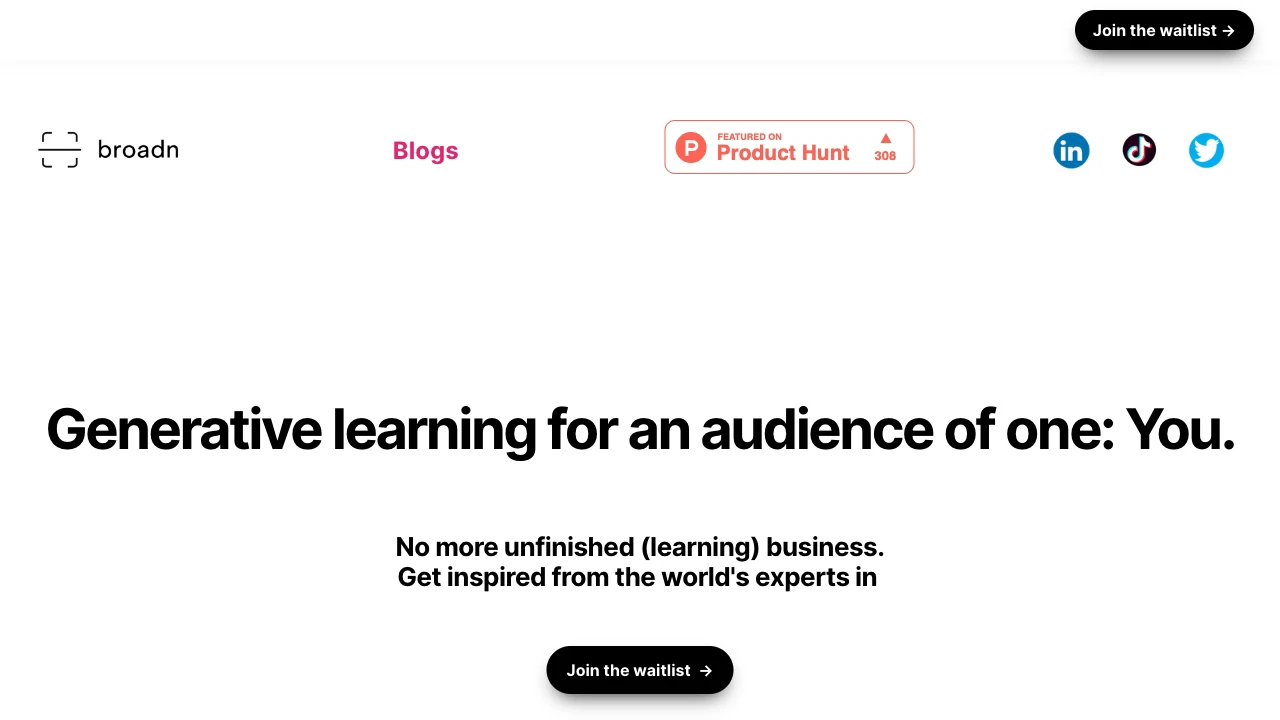 Join the waitlist →
broadn
Blogs
FEATURED ON
Product Hunt
▲
308
Generative learning for an audience of one: You.
No more unfinished (learning) business.
Get inspired from the world's experts in
Join the waitlist →